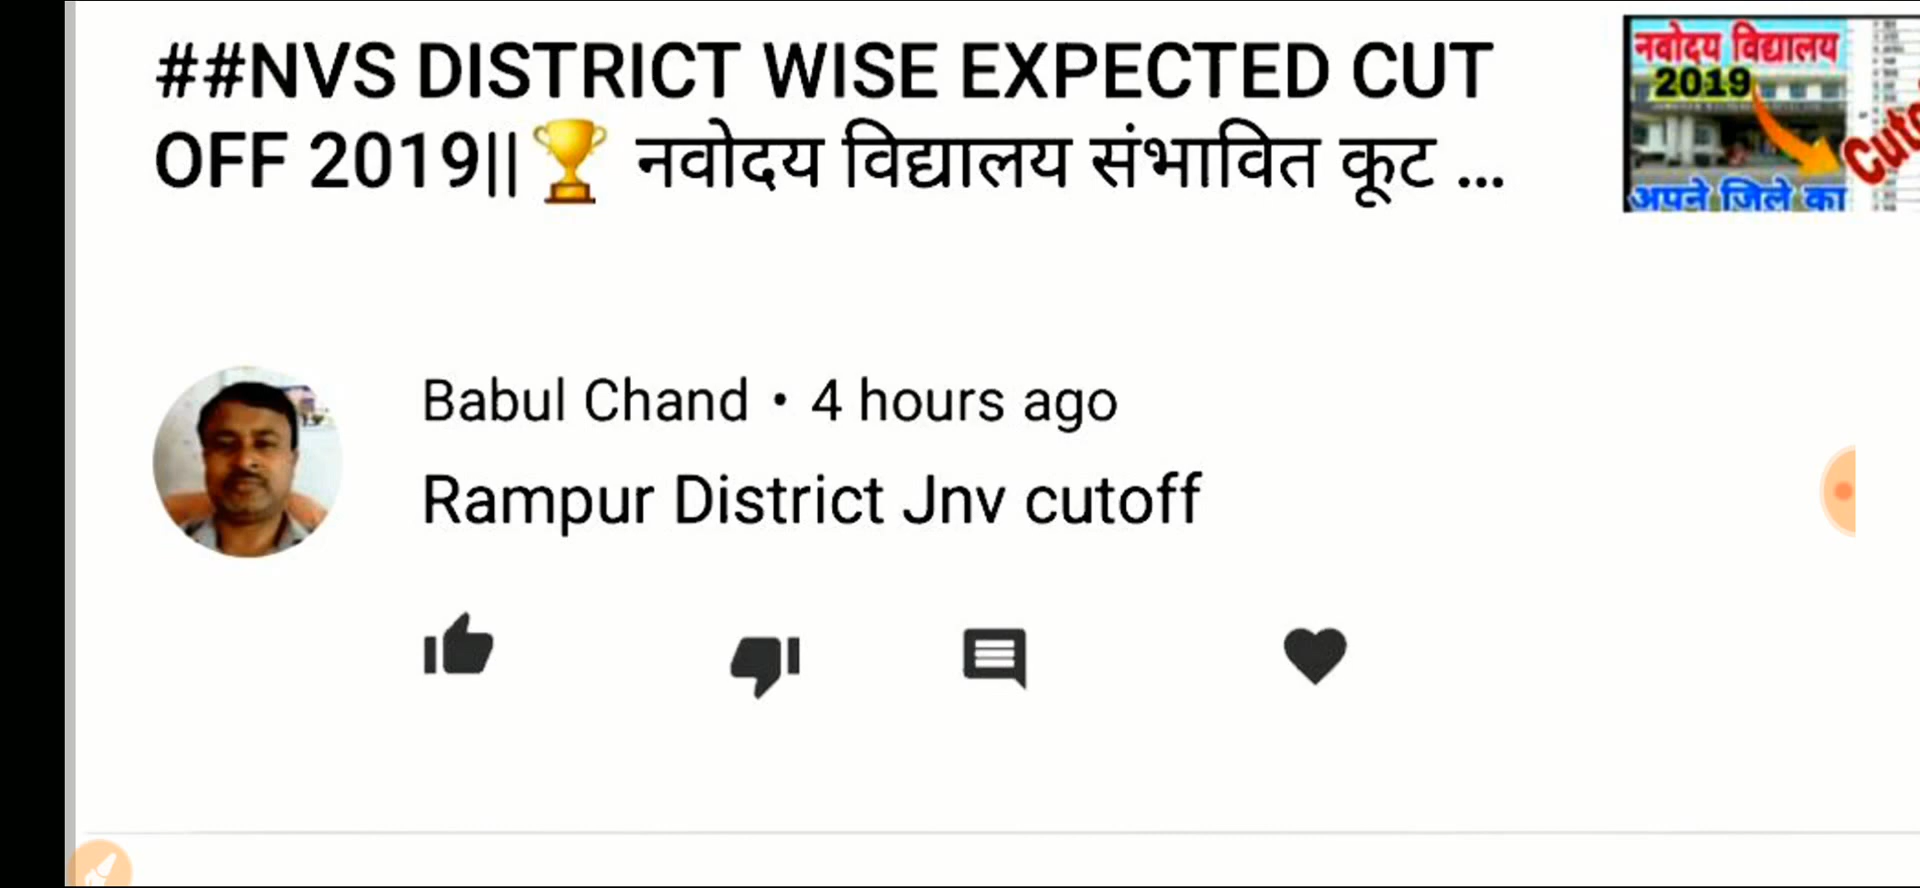 ##NVS DISTRICT WISE EXPECTED CUT
OFF 2019||🏆 नवोदय विद्यालय संभावित कूट ...
नवोदय विद्यालय
2019
अपने जिले का
Babul Chand • 4 hours ago
Rampur District Jnv cutoff